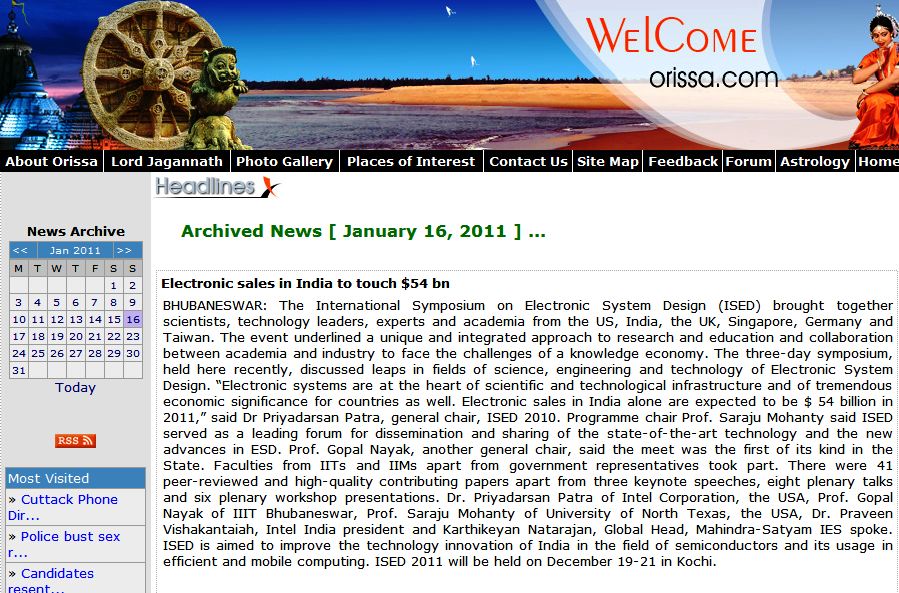 WelCome
orissa.com
About Orissa Lord Jagannath Photo Gallery Places of Interest Contact Us Site Map Feedback Forum Astrology Home
Headlines
Archived News [ January 16, 2011 ] ...
News Archive
<< Jan 2011 >>
M T W T F S S
1 2
3 4 5 6 7 8 9
10 11 12 13 14 15 16
17 18 19 20 21 22 23
24 25 26 27 28 29 30
31
Today
RSS
Most Visited
» Cuttack Phone
Dir...
» Police bust sex
r...
» Candidates
resent...
Electronic sales in India to touch $54 bn
BHUBANESWAR: The International Symposium on Electronic System Design (ISED) brought together
scientists, technology leaders, experts and academia from the US, India, the UK, Singapore, Germany and
Taiwan. The event underlined a unique and integrated approach to research and education and collaboration
between academia and industry to face the challenges of a knowledge economy. The three-day symposium,
held here recently, discussed leaps in fields of science, engineering and technology of Electronic System
Design. “Electronic systems are at the heart of scientific and technological infrastructure and of tremendous
economic significance for countries as well. Electronic sales in India alone are expected to be $ 54 billion in
2011,” said Dr Priyadarsan Patra, general chair, ISED 2010. Programme chair Prof. Saraju Mohanty said ISED
served as a leading forum for dissemination and sharing of the state-of-the-art technology and the new
advances in ESD. Prof. Gopal Nayak, another general chair, said the meet was the first of its kind in the
State. Faculties from IITs and IIMs apart from government representatives took part. There were 41
peer-reviewed and high-quality contributing papers apart from three keynote speeches, eight plenary talks
and six plenary workshop presentations. Dr. Priyadarsan Patra of Intel Corporation, the USA, Prof. Gopal
Nayak of IIIT Bhubaneswar, Prof. Saraju Mohanty of University of North Texas, the USA, Dr. Praveen
Vishakantaiah, Intel India president and Karthikeyan Natarajan, Global Head, Mahindra-Satyam IES spoke.
ISED is aimed to improve the technology innovation of India in the field of semiconductors and its usage in
efficient and mobile computing. ISED 2011 will be held on December 19-21 in Kochi.